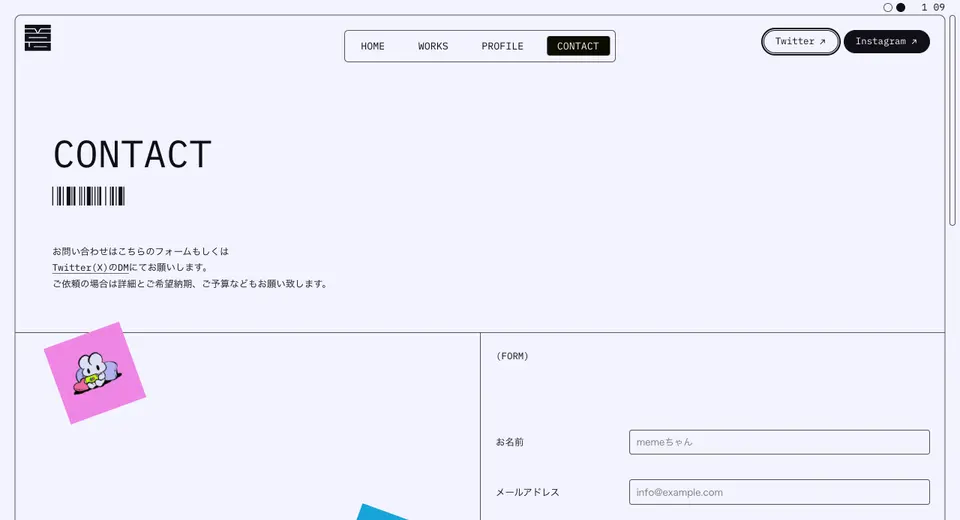 1 09
HOME
WORKS
PROFILE
CONTACT
Twitter ↗
Instagram ↗
CONTACT
お問い合わせはこちらのフォームもしくは
Twitter(X)のDMにてお願いします。
ご依頼の場合は詳細とご希望納期、ご予算などもお願い致します。
(FORM)
お名前
memeちゃん
メールアドレス
info@example.com